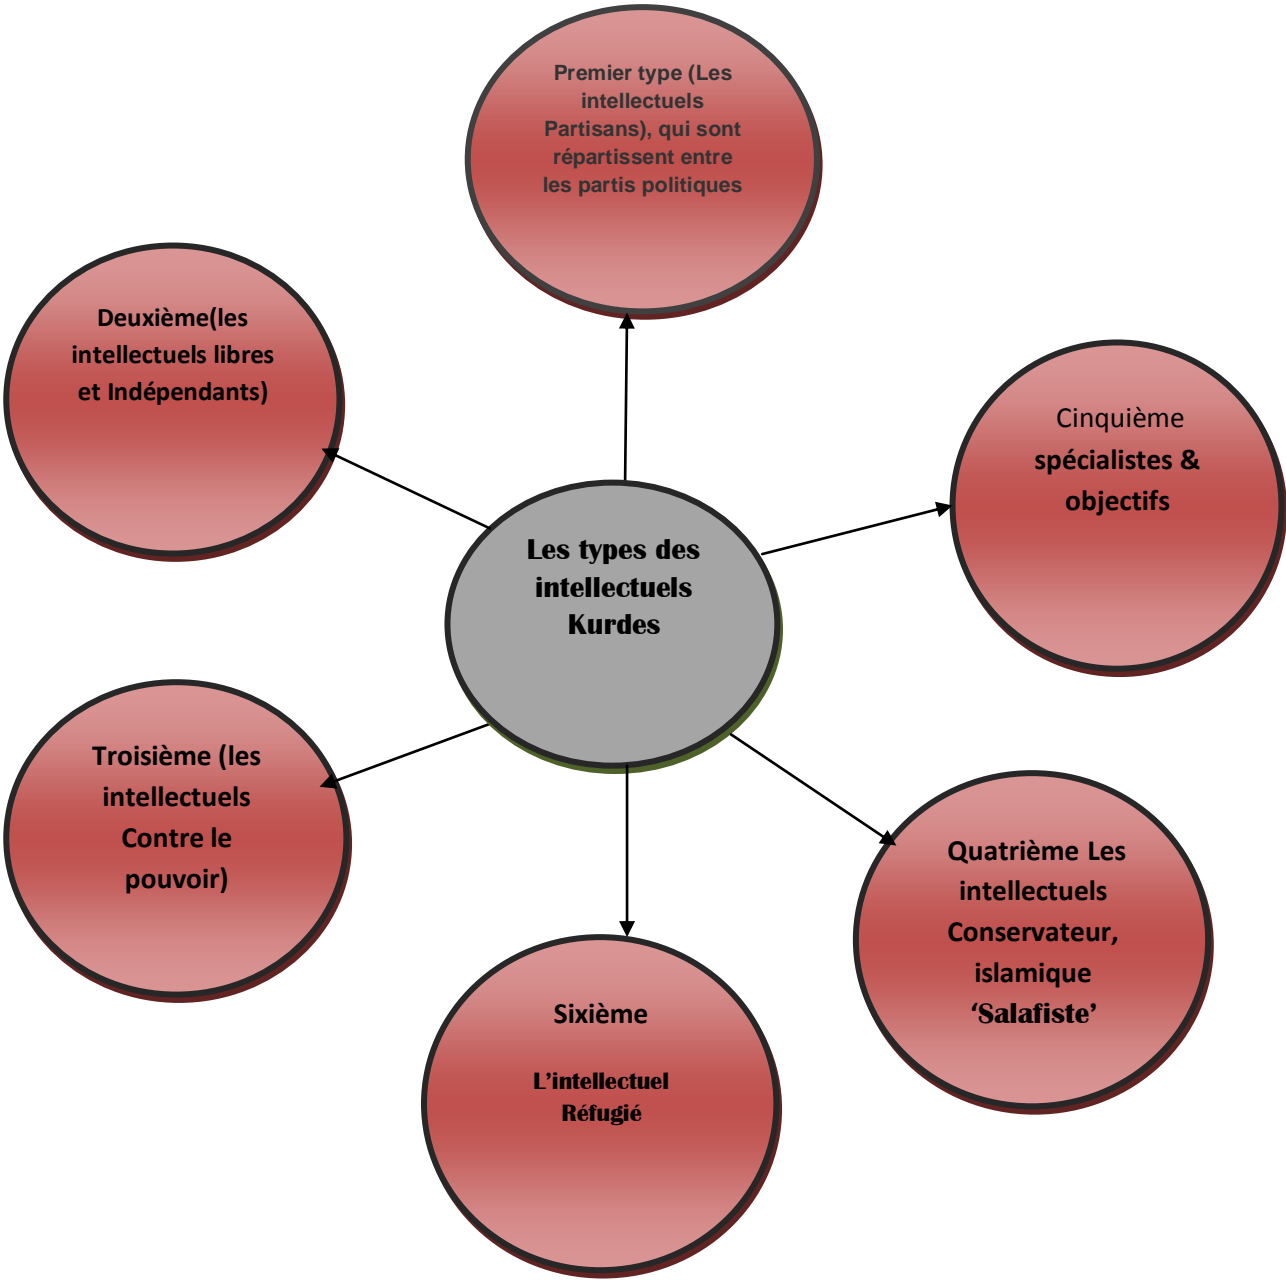 Premier type (Les
intellectuels
Partisans), qui sont
répartissent entre
les partis politiques
Deuxième(les
intellectuels libres
et Indépendants)
Cinquième
spécialistes &
objectifs
Les types des
intellectuels
Kurdes
Troisième (les
intellectuels
Contre le
pouvoir)
Quatrième Les
intellectuels
Conservateur,
islamique
‘Salafiste’
Sixième
L’intellectuel
Réfugié